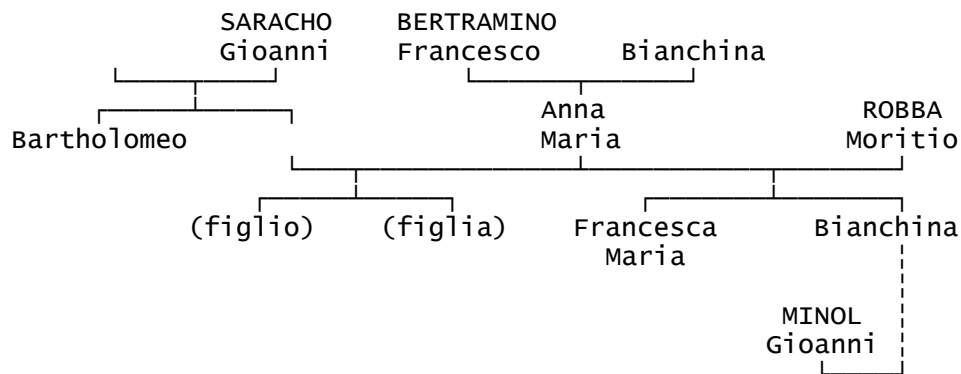 SARACHO BERTRAMINO
Gioanni Francesco Bianchina
Anna ROBBA
Bartholomeo Maria Moritio
(figlio) (figlia) Francesca Bianchina
Maria
MINOL
Gioanni